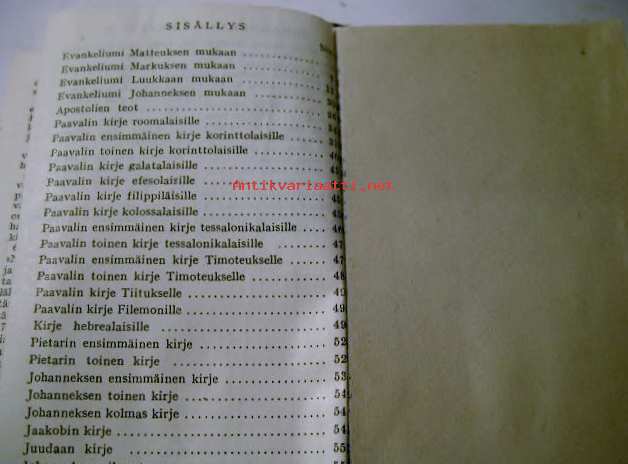 SISÄLLYS
Evankeliumi Matteuksen mukaan
Evankeliumi Markuksen mukaan
Evankeliumi Luukkaan mukaan
Evankeliumi Johanneksen mukaan
Apostolien teot
Paavalin kirje roomalaisille
Paavalin ensimmäinen kirje korinttolaisille
Paavalin toinen kirje korinttolaisille
Paavalin kirje galatalaisille
Paavalin kirje efesolaisille
Antikvariaatti.net
Paavalin kirje filippiläisille
Paavalin kirje kolossalaisille
Paavalin ensimmäinen kirje tessalonikalaisille
Paavalin toinen kirje tessalonikalaisille
Paavalin ensimmäinen kirje Timoteukselle
Paavalin toinen kirje Timoteukselle
Paavalin kirje Tiitukselle
Paavalin kirje Filemonille
Kirje hebrealaisille
Pietarin ensimmäinen kirje
Pietarin toinen kirje
Johanneksen ensimmäinen kirje
Johanneksen toinen kirje
Johanneksen kolmas kirje
Jaakobin kirje
Juudaan kirje